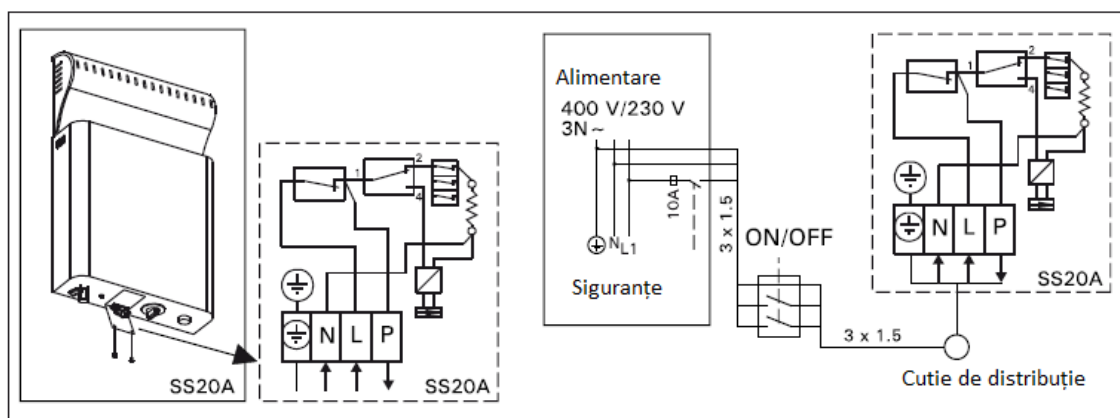 1
2
4
N L P
SS20A
Alimentare
400 V/230 V
3N ~
10A
3 x 1.5
N
L1
Siguranțe
ON/OFF
3 x 1.5
Cutie de distribuție
1
2
4
N L P
SS20A